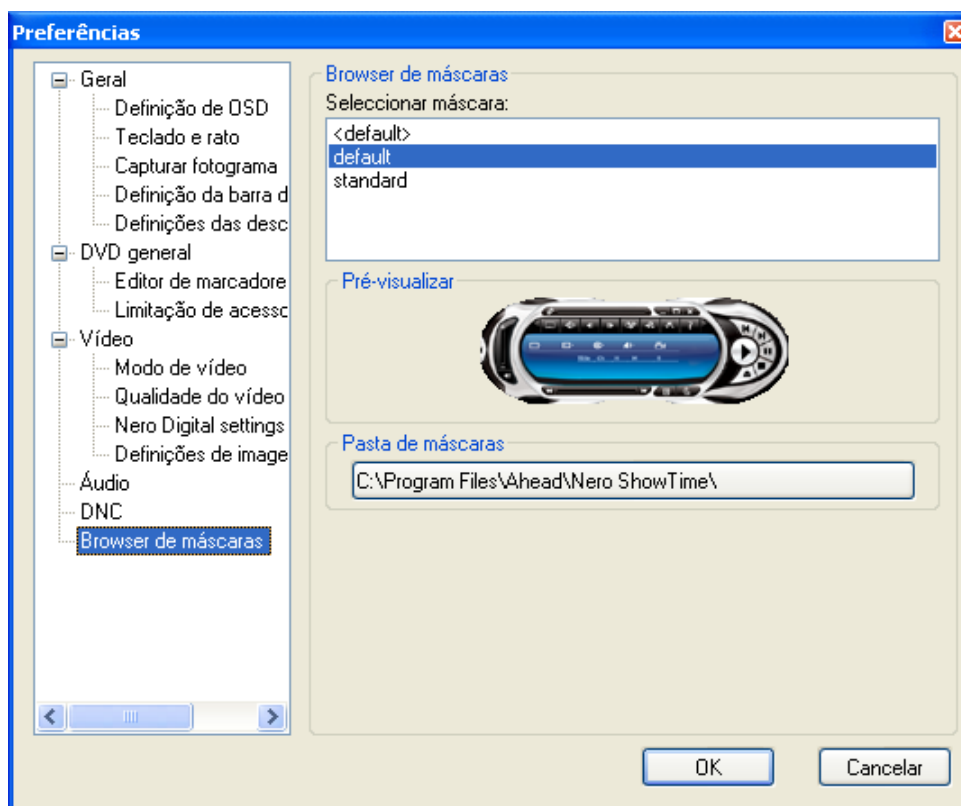 Preferências
Geral
Definição de OSD
Teclado e rato
Capturar fotograma
Definição da barra d
Definições das desc
DVD general
Editor de marcadore
Limitação de acesso
Vídeo
Modo de vídeo
Qualidade do vídeo
Nero Digital settings
Definições de image
Áudio
DNC
Browser de máscaras
Browser de máscaras
Seleccionar máscara:
<default>
default
standard
Pré-visualizar
Pasta de máscaras
C:\Program Files\Ahead\Nero ShowTime\
OK
Cancelar